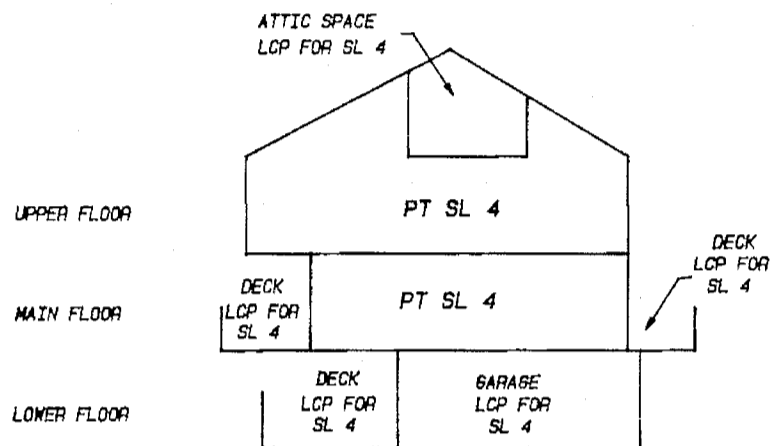 ATTIC SPACE
LCP FOR SL 4
UPPER FLOOR
PT SL 4
DECK
LCP FOR
SL 4
MAIN FLOOR
DECK
LCP FOR
SL 4
PT SL 4
LOWER FLOOR
DECK
LCP FOR
SL 4
GARAGE
LCP FOR
SL 4